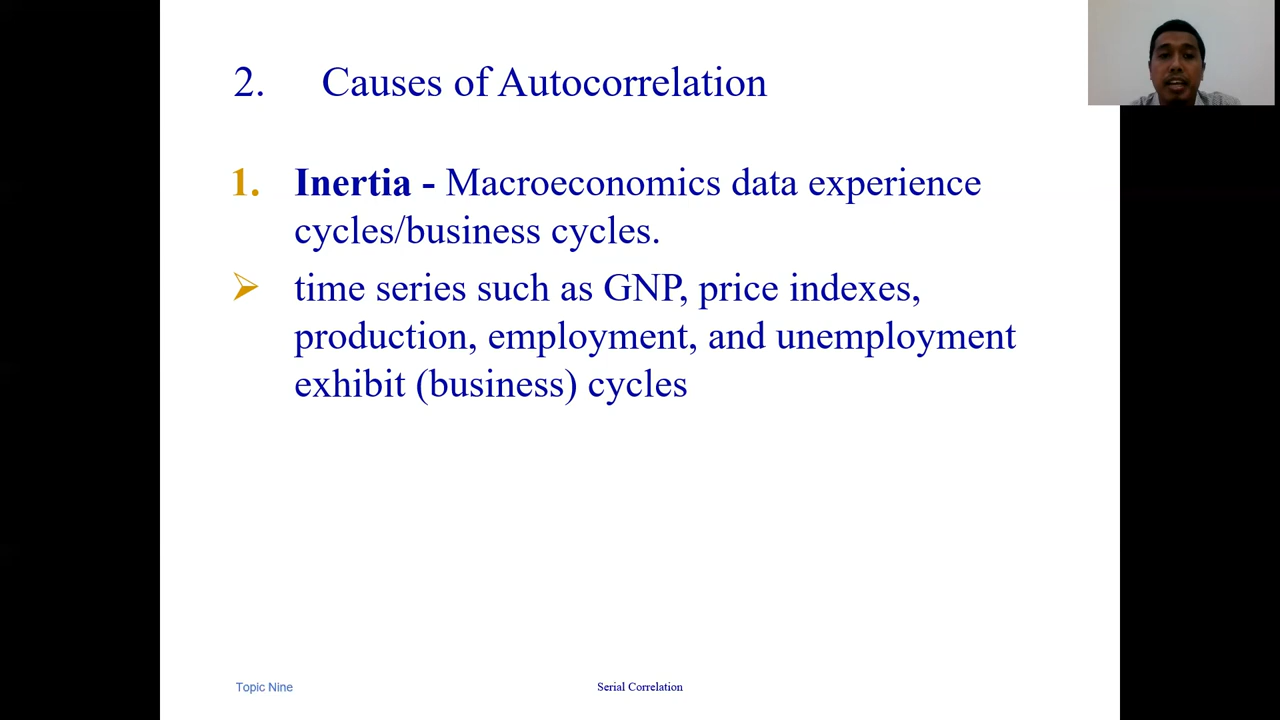 2. Causes of Autocorrelation
1. Inertia - Macroeconomics data experience
cycles/business cycles.
time series such as GNP, price indexes,
production, employment, and unemployment
exhibit (business) cycles
Topic Nine
Serial Correlation